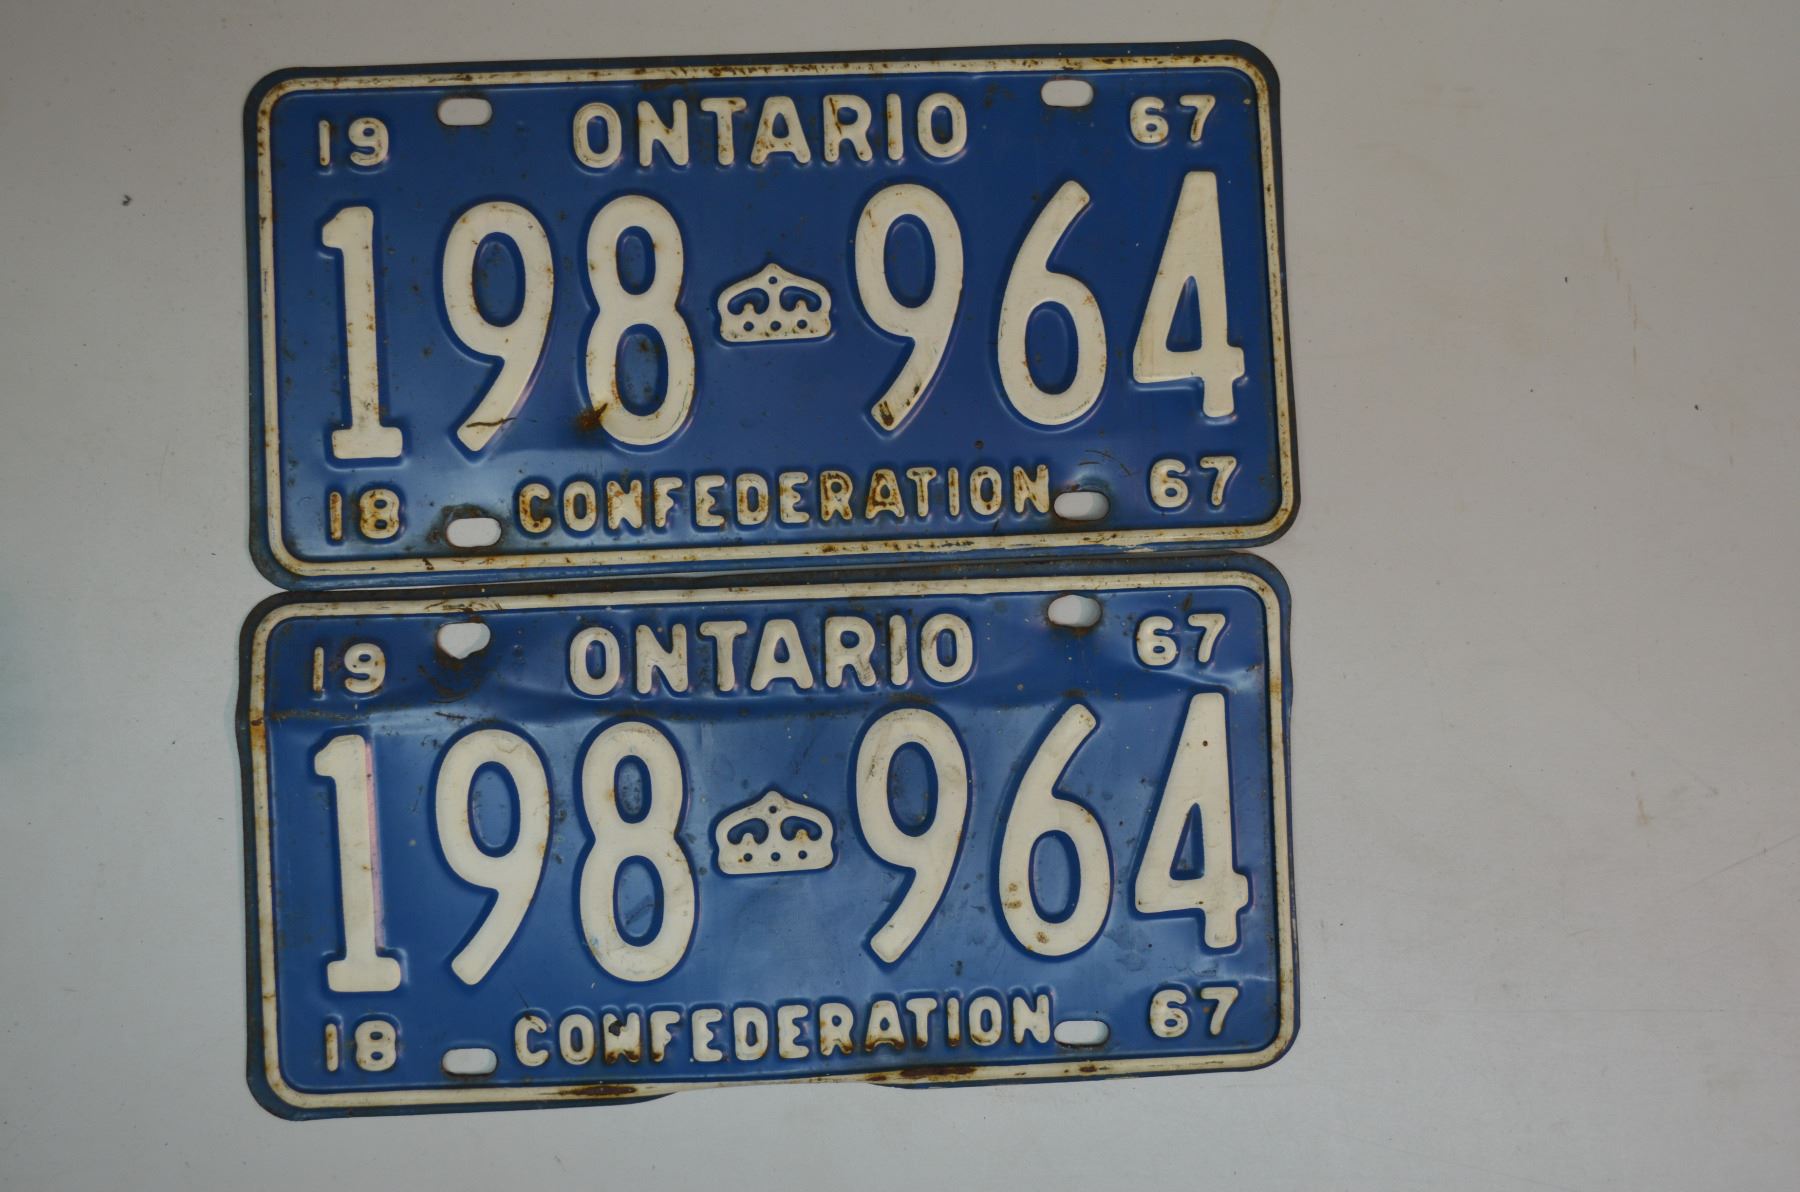 19 ONTARIO 67
198 964
18 CONFEDERATION 67
19 ONTARIO 67
198 964
18 CONFEDERATION 67